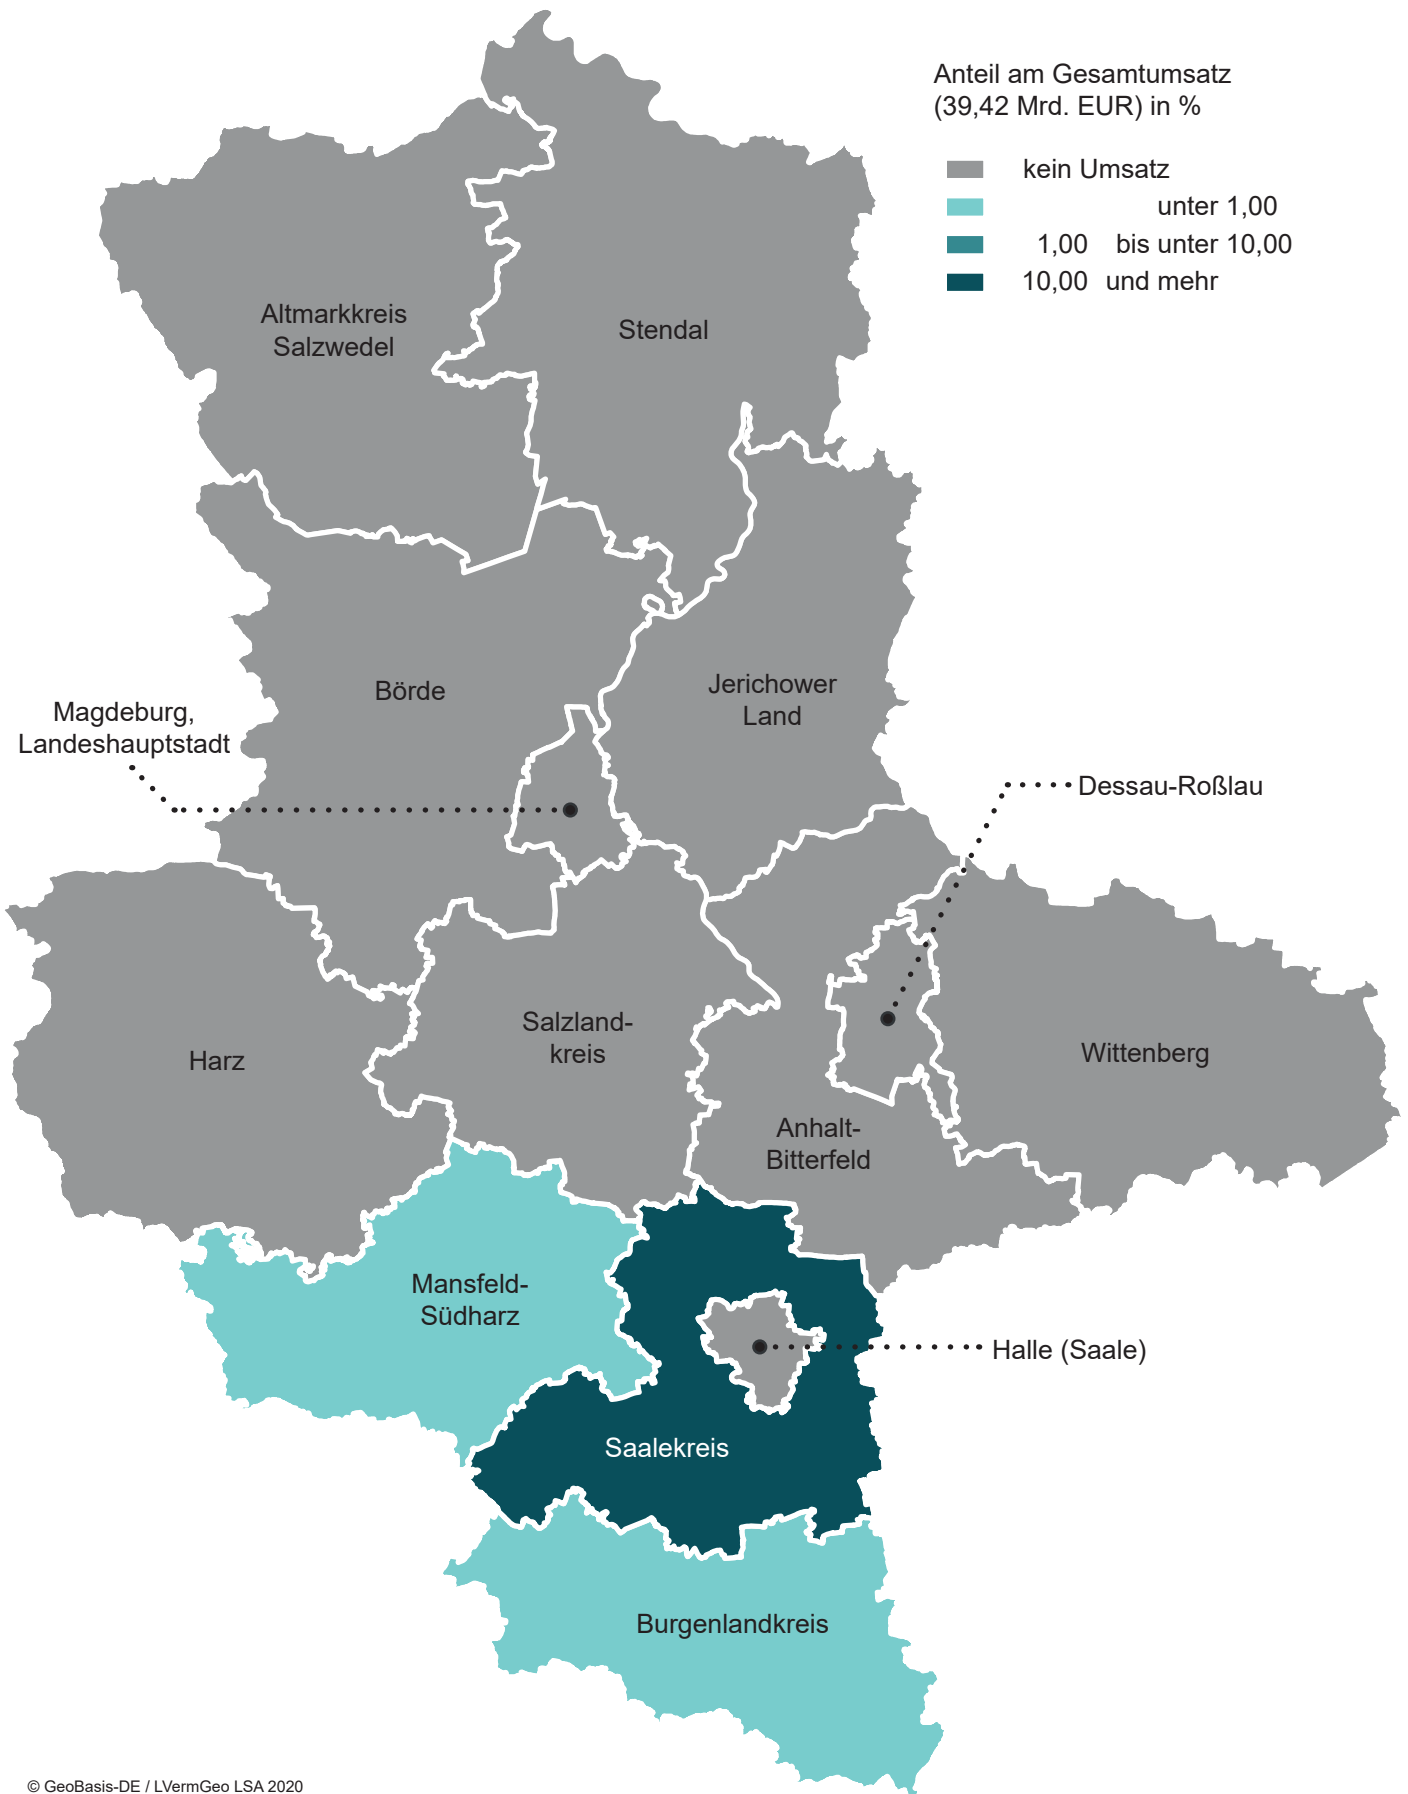 Anteil am Gesamtumsatz
(39,42 Mrd. EUR) in %
kein Umsatz
unter 1,00
1,00 bis unter 10,00
10,00 und mehr
Altmarkkreis
Salzwedel
Stendal
Börde
Jerichower
Land
Magdeburg,
Landeshauptstadt
Dessau-Roßlau
Harz
Salzland-
kreis
Wittenberg
Anhalt-
Bitterfeld
Mansfeld-
Südharz
Halle (Saale)
Saalekreis
Burgenlandkreis
© GeoBasis-DE / LVermGeo LSA 2020